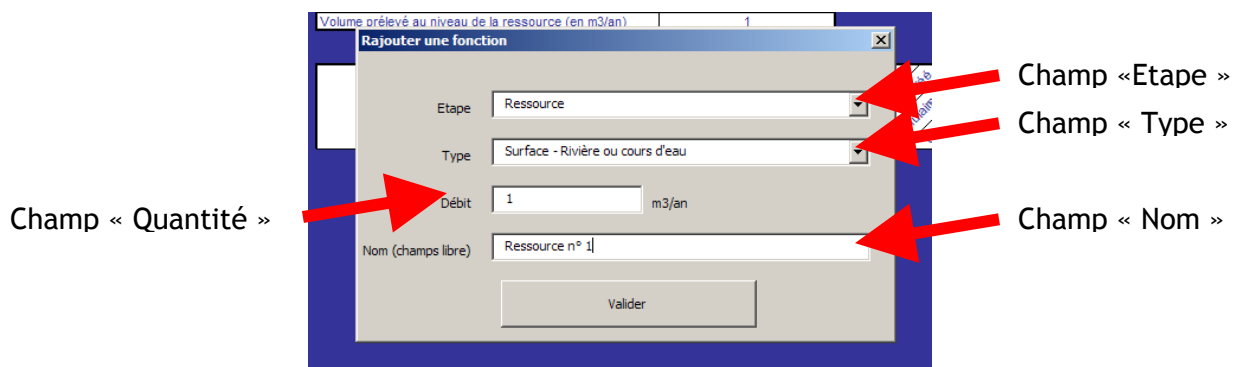 Volume prélevé au niveau de la ressource (en m3/an) 1
Rajouter une fonction
Champ «Etape »
Etape Ressource
Champ « Type »
Type Surface - Rivière ou cours d'eau
Champ « Quantité »
Débit 1 m3/an
Champ « Nom »
Nom (champs libre) Ressource n° 1
Valider